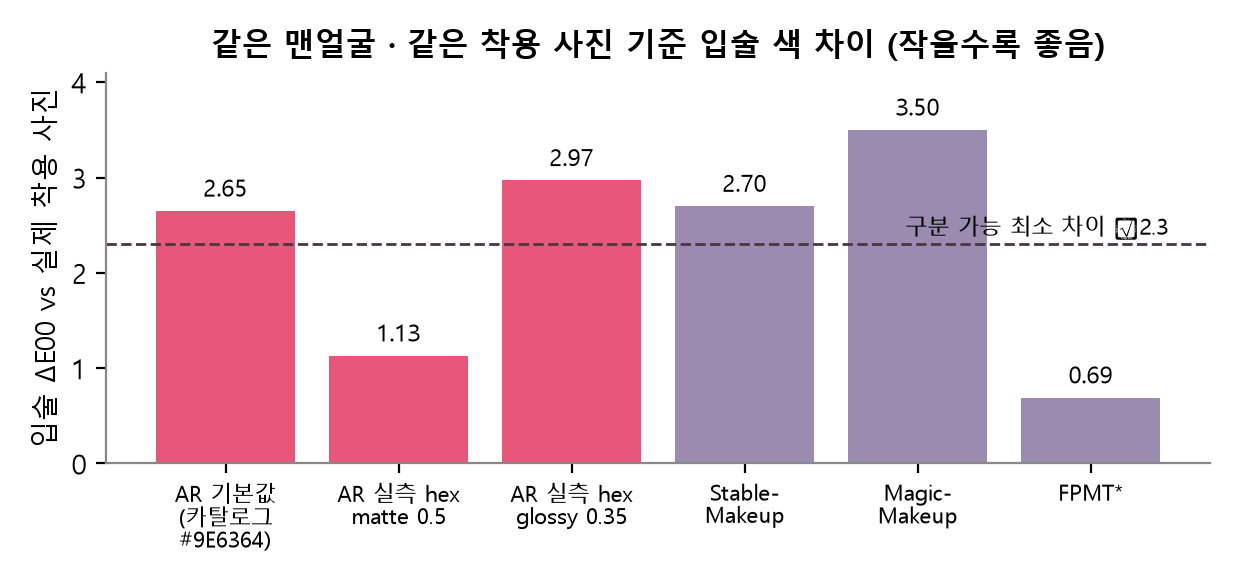 같은 맨얼굴 · 같은 착용 사진 기준 입술 색 차이 (작을수록 좋음)
입술 ΔE00 vs 실제 착용 사진
4
3
2
1
0
2.65
1.13
2.97
2.70
3.50
0.69
구분 가능 최소 차이 √2.3
AR 기본값
(카탈로그
#9E6364)
AR 실측 hex
matte 0.5
AR 실측 hex
glossy 0.35
Stable-
Makeup
Magic-
Makeup
FPMT*